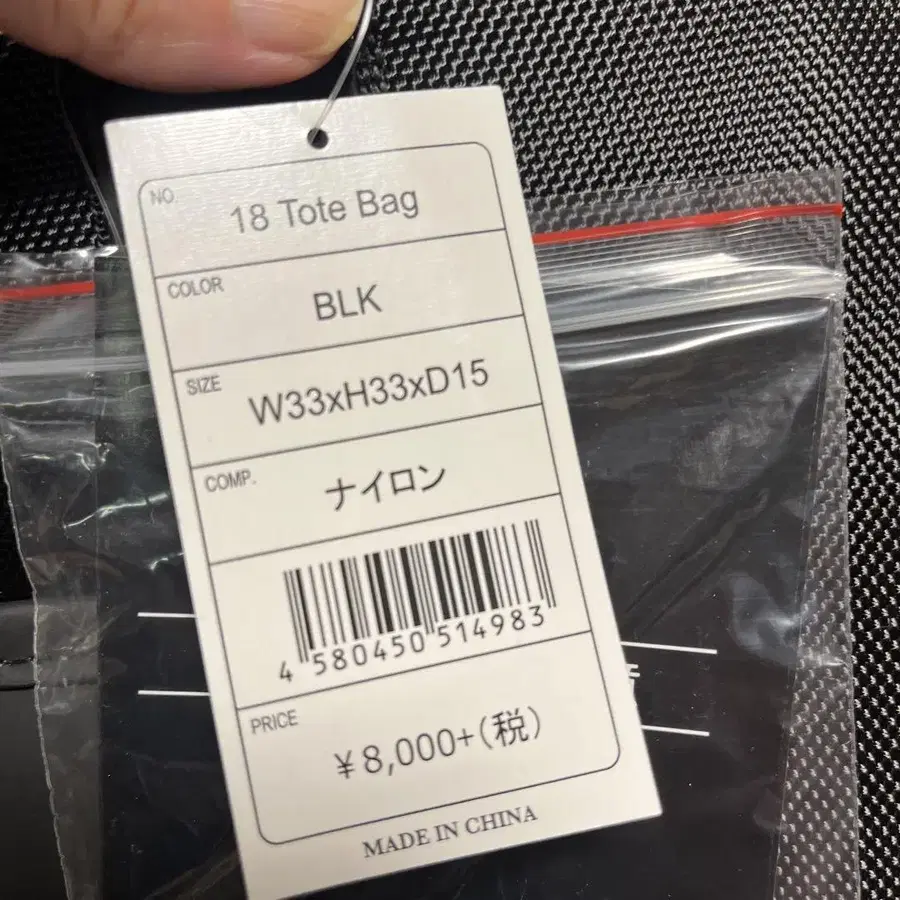 NO.
18 Tote Bag
COLOR
BLK
SIZE
W33xH33xD15
COMP.
ナイロン
4 580450 514983
PRICE
¥8,000+(税)
MADE IN CHINA